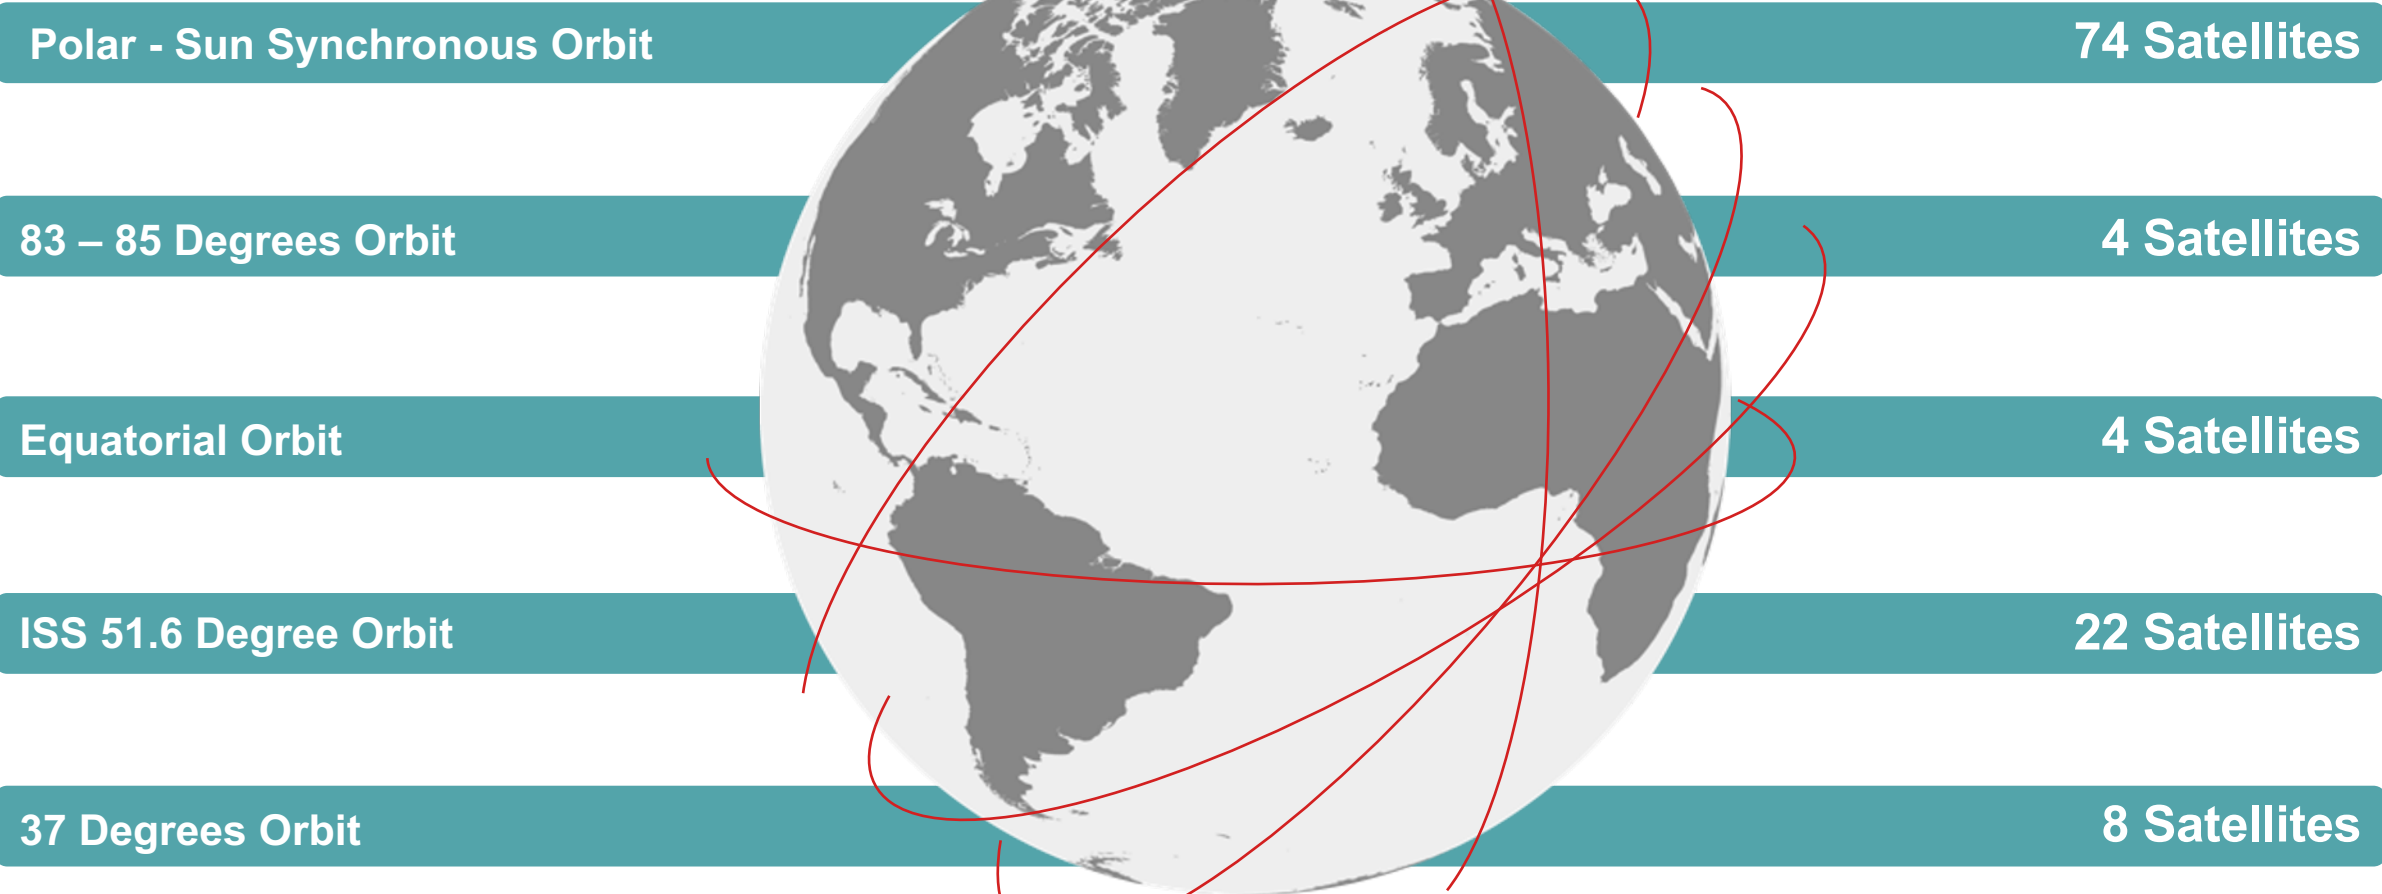 Polar - Sun Synchronous Orbit 74 Satellites
83 – 85 Degrees Orbit 4 Satellites
Equatorial Orbit 4 Satellites
ISS 51.6 Degree Orbit 22 Satellites
37 Degrees Orbit 8 Satellites